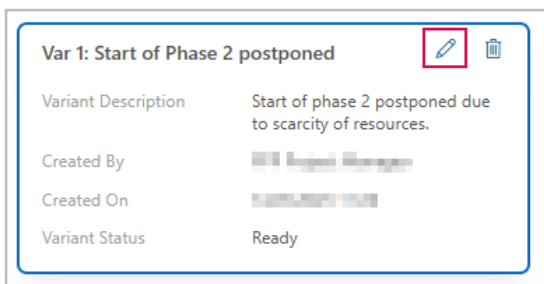 Var 1: Start of Phase 2 postponed
Variant Description Start of phase 2 postponed due
to scarcity of resources.
Created By
Created On
Variant Status Ready